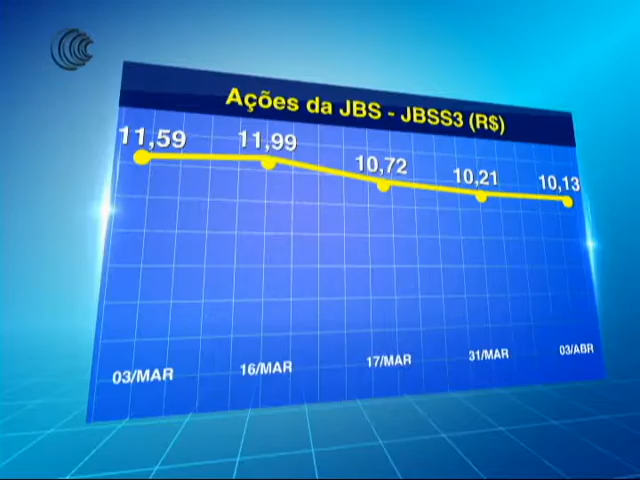 Ações da JBS - JBSS3 (R$)
11,59 11,99 10,72 10,21 10,13
03/MAR 16/MAR 17/MAR 31/MAR 03/ABR